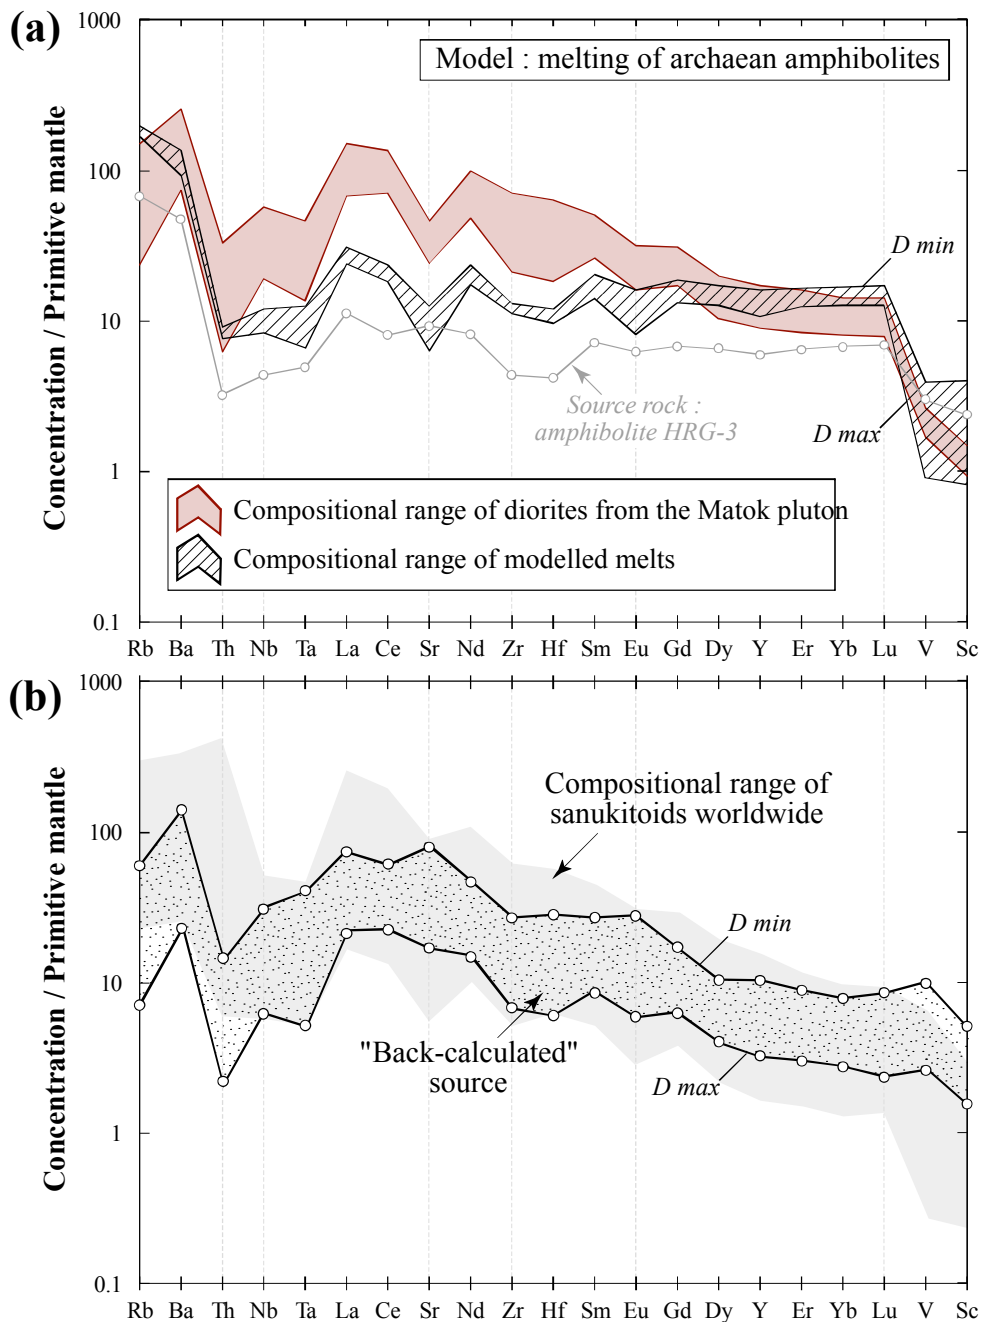 (a)
1000
100
10
1
0.1
Concentration / Primitive mantle
Model : melting of archaean amphibolites
D min
Source rock :
amphibolite HRG-3
D max
Compositional range of diorites from the Matok pluton
Compositional range of modelled melts
Rb Ba Th Nb Ta La Ce Sr Nd Zr Hf Sm Eu Gd Dy Y Er Yb Lu V Sc
(b)
1000
100
10
1
0.1
Concentration / Primitive mantle
Compositional range of
sanukitoids worldwide
D min
"Back-calculated"
source
D max
Rb Ba Th Nb Ta La Ce Sr Nd Zr Hf Sm Eu Gd Dy Y Er Yb Lu V Sc